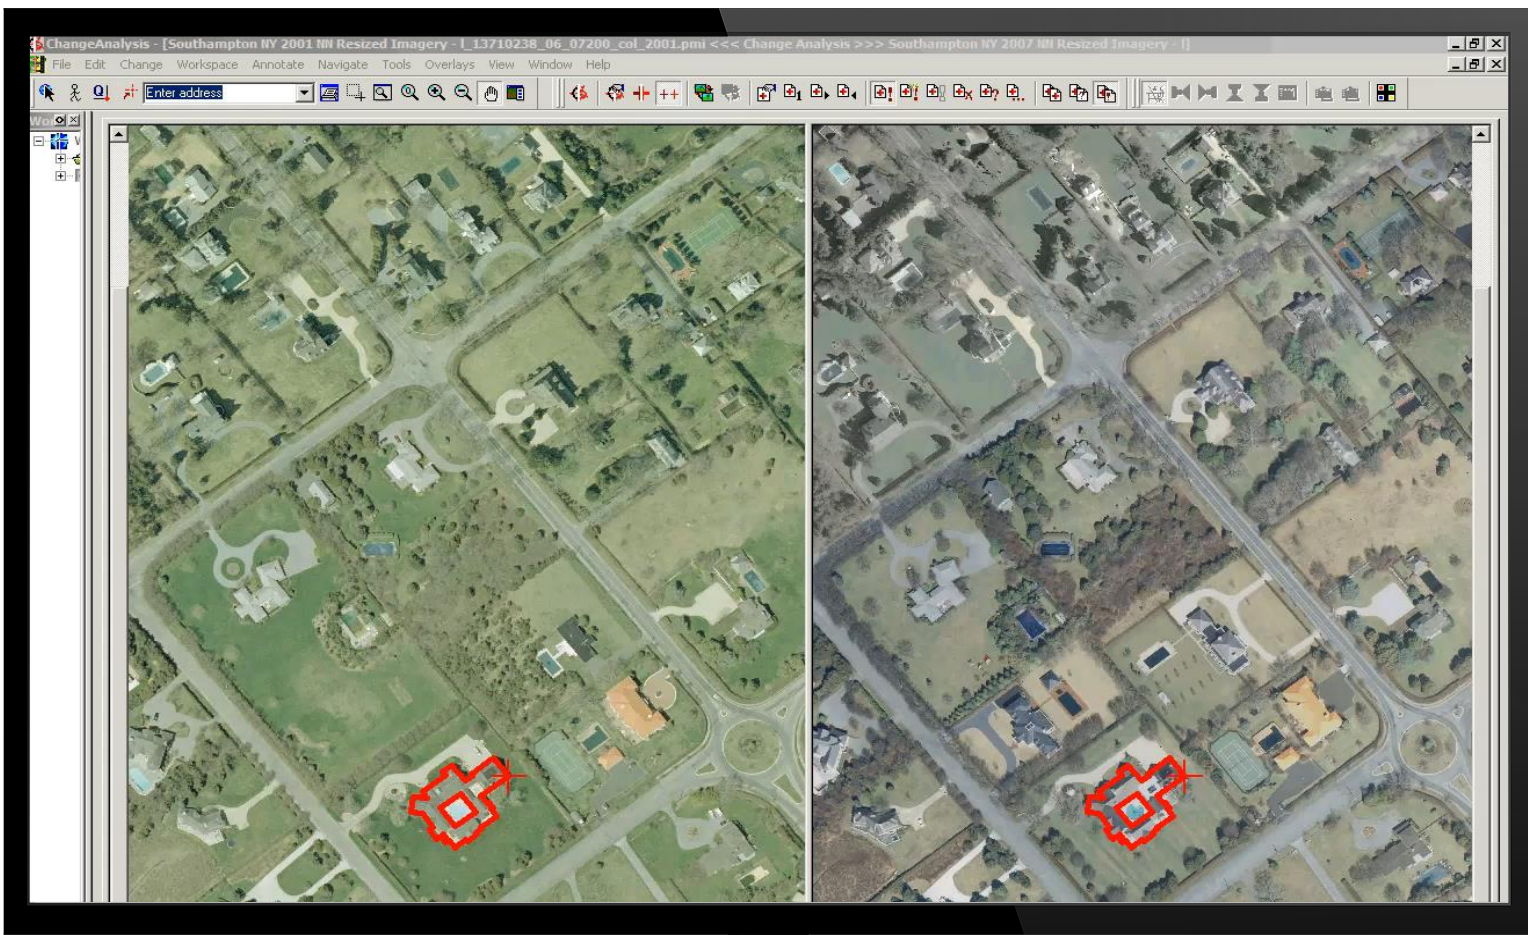 ChangeAnalysis - [Southampton NY 2001 NN Resized Imagery - l_13710238_06_07200_col_2001.pmi <<< Change Analysis >>> Southampton NY 2007 NN Resized Imagery - l]
File Edit Change Workspace Annotate Navigate Tools Overlays View Window Help
Enter address